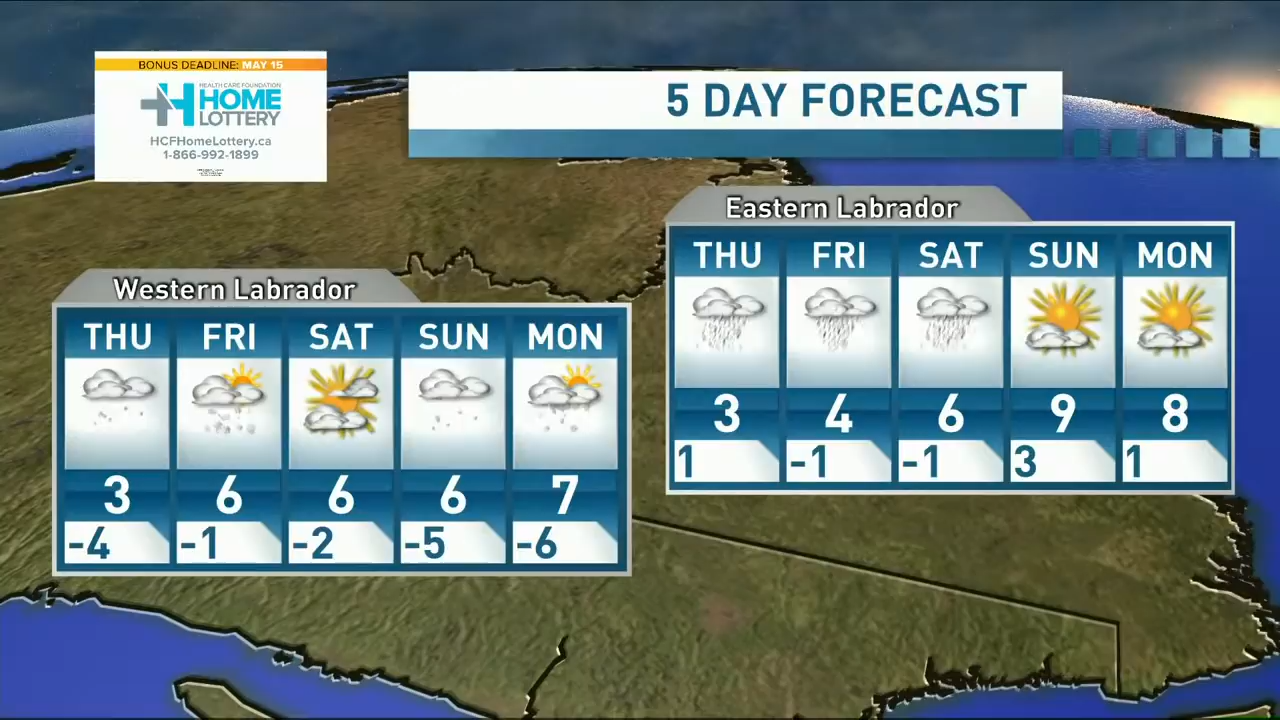 BONUS DEADLINE: MAY 15
HEALTH CARE FOUNDATION
HOME
LOTTERY
HCFHomeLottery.ca
1-866-992-1899
5 DAY FORECAST
Eastern Labrador
THU FRI SAT SUN MON
3 4 6 9 8
1 -1 -1 3 1
Western Labrador
THU FRI SAT SUN MON
3 6 6 6 7
-4 -1 -2 -5 -6